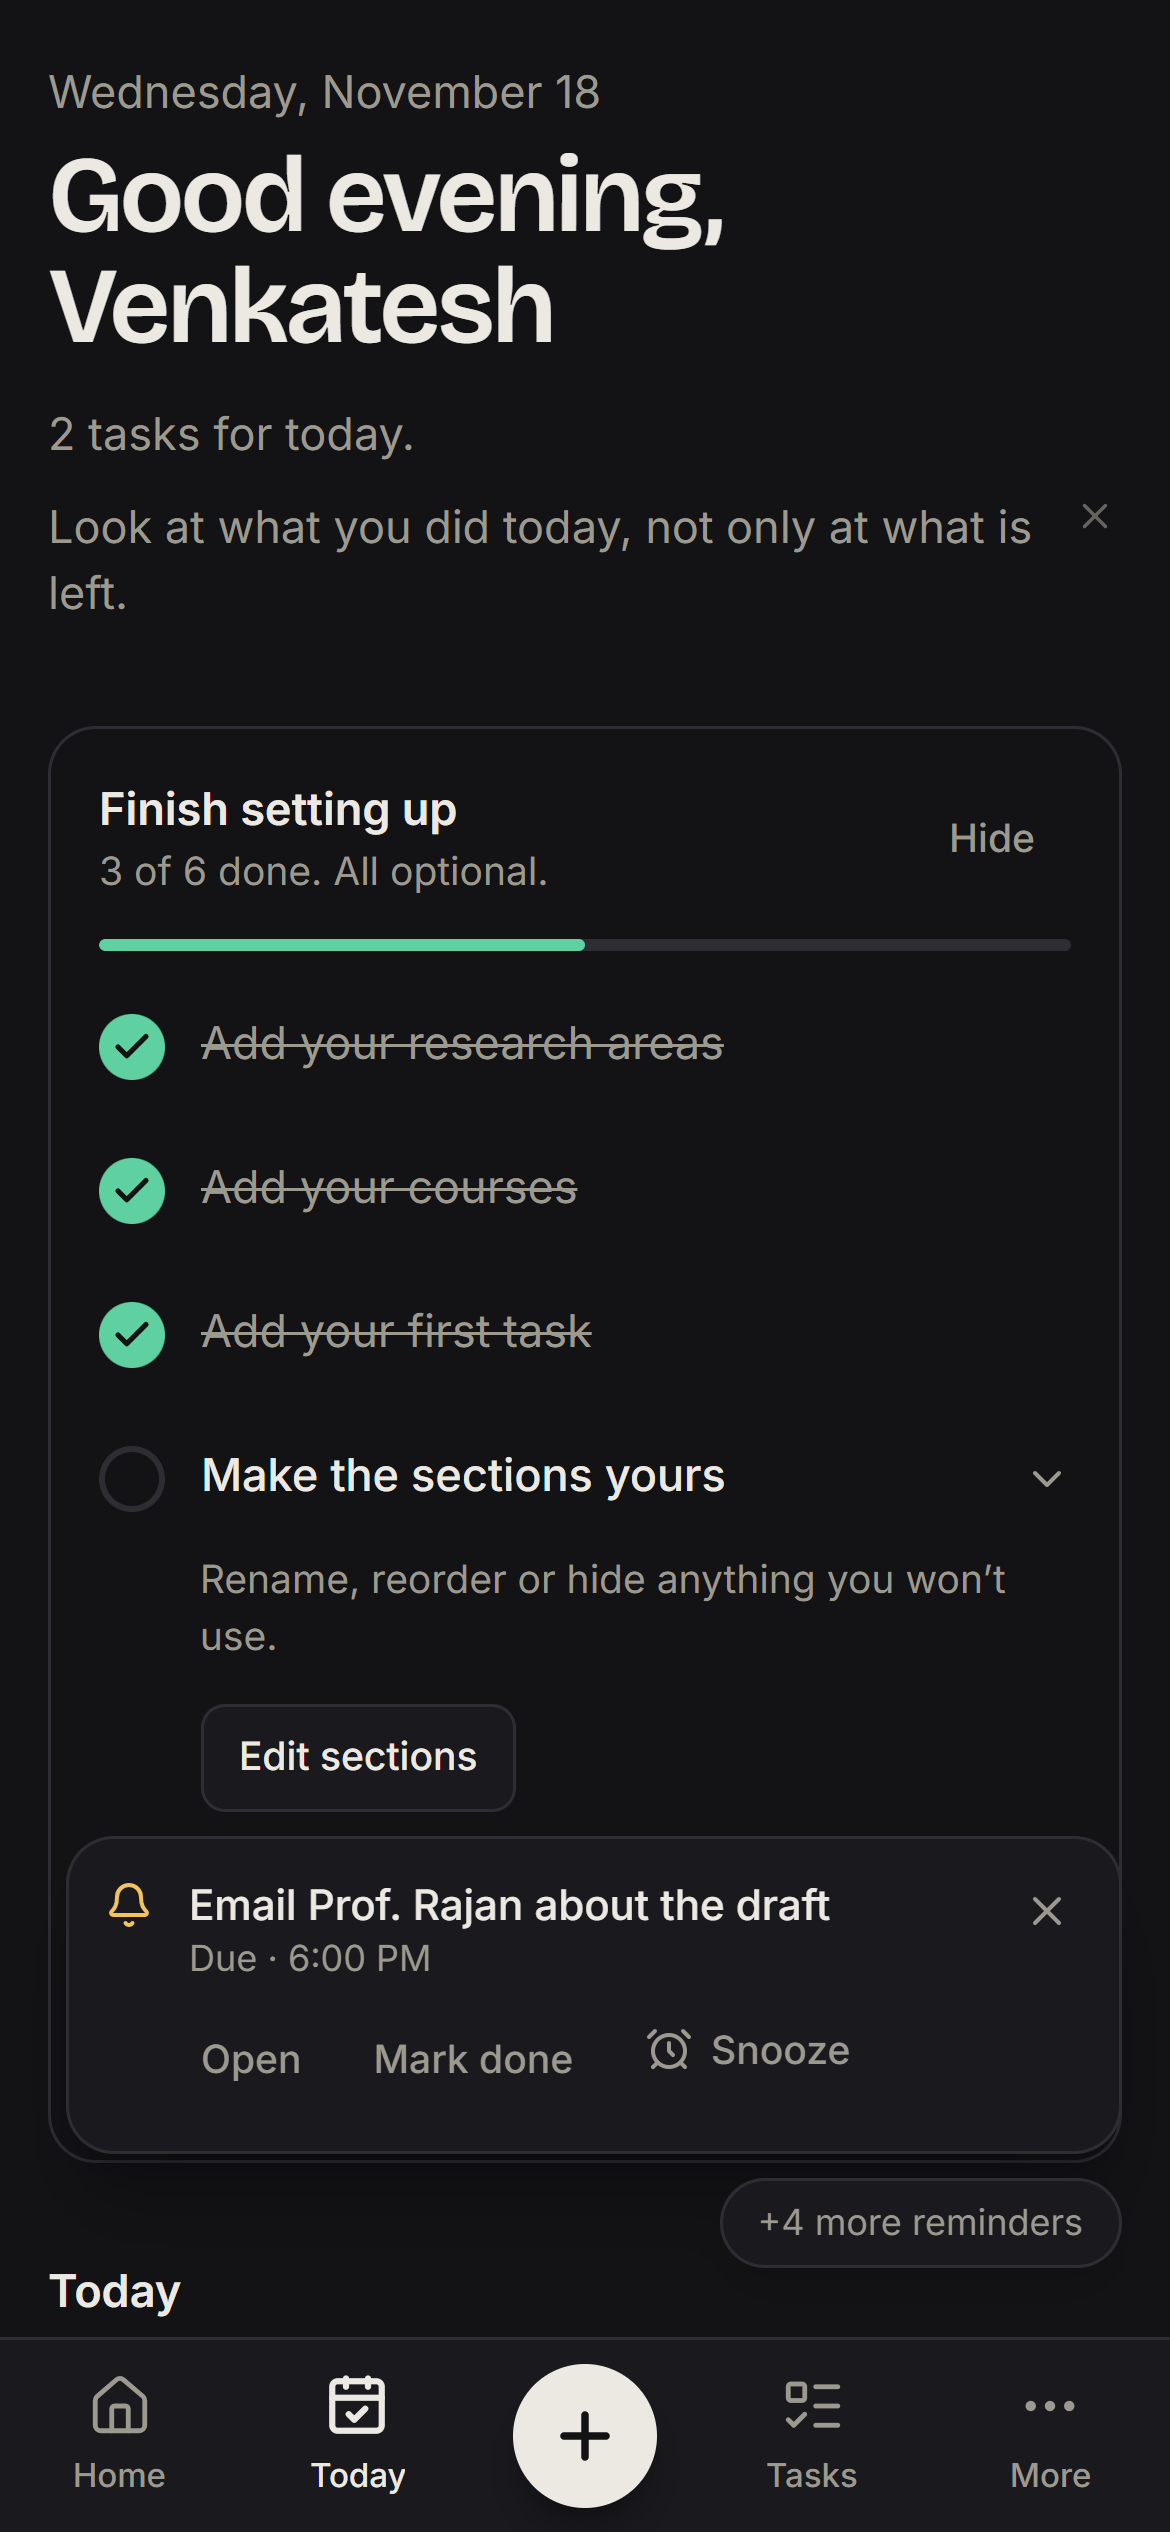 Wednesday, November 18
Good evening,
Venkatesh
2 tasks for today.
Look at what you did today, not only at what is
left.
Finish setting up
3 of 6 done. All optional.
Hide
Add your research areas
Add your courses
Add your first task
Make the sections yours
Rename, reorder or hide anything you won’t
use.
Edit sections
Email Prof. Rajan about the draft
Due · 6:00 PM
Open
Mark done
Snooze
+4 more reminders
Today
Home
Today
Tasks
More